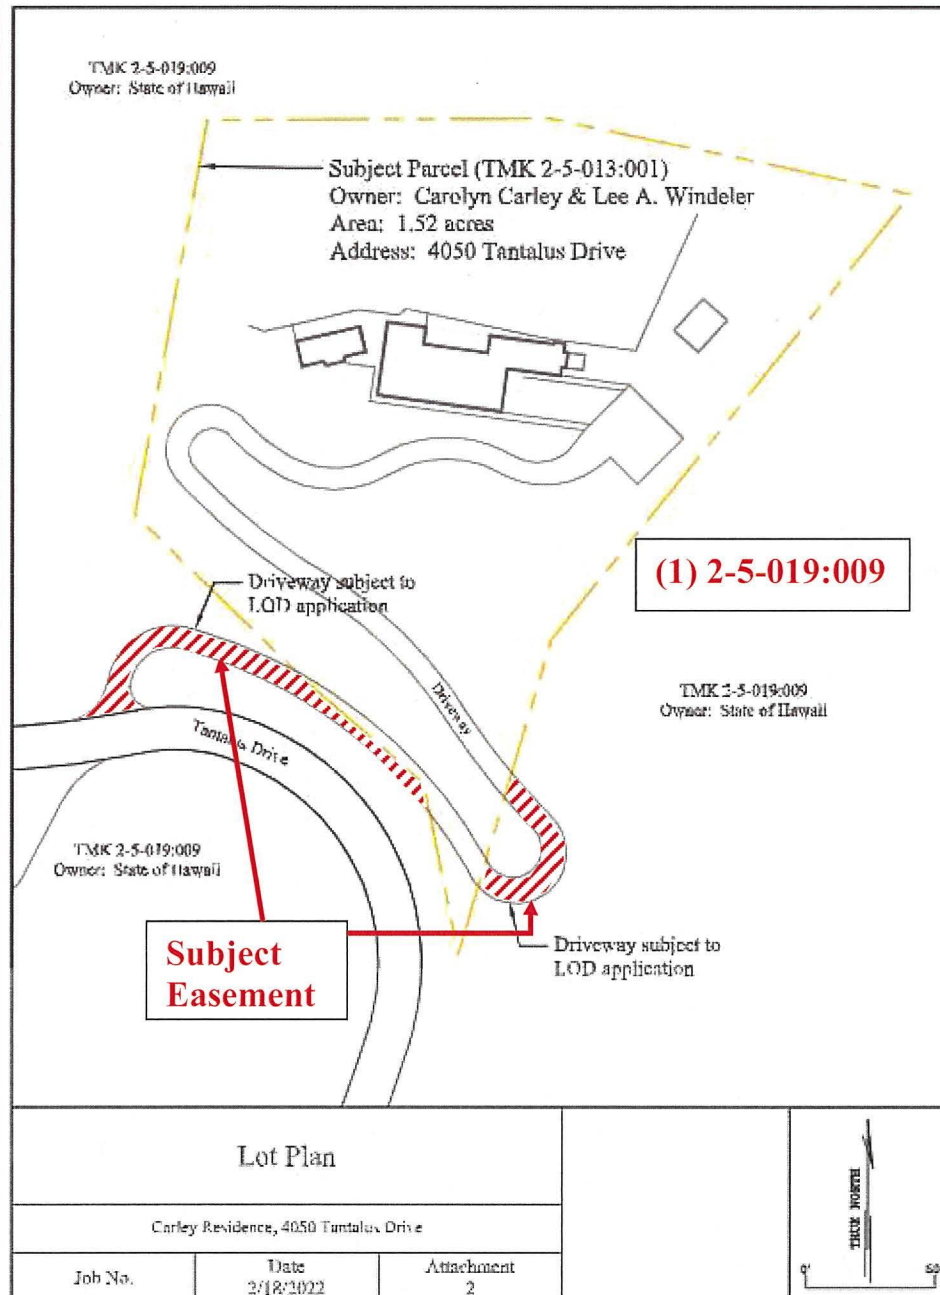 TMK 2-5-019:009
Owner: State of Hawaii
Subject Parcel (TMK 2-5-013:001)
Owner: Carolyn Carley & Lee A. Windeler
Area: 1.52 acres
Address: 4050 Tantalus Drive
(1) 2-5-019:009
Driveway subject to
LOD application
TMK 2-5-019:009
Owner: State of Hawaii
Driveway
Tantalus Drive
TMK 2-5-019:009
Owner: State of Hawaii
Subject
Easement
Driveway subject to
LOD application
Lot Plan
Carley Residence, 4050 Tantalus Drive
Job No.
Date
2/18/2022
Attachment
2
TRUE NORTH
0'